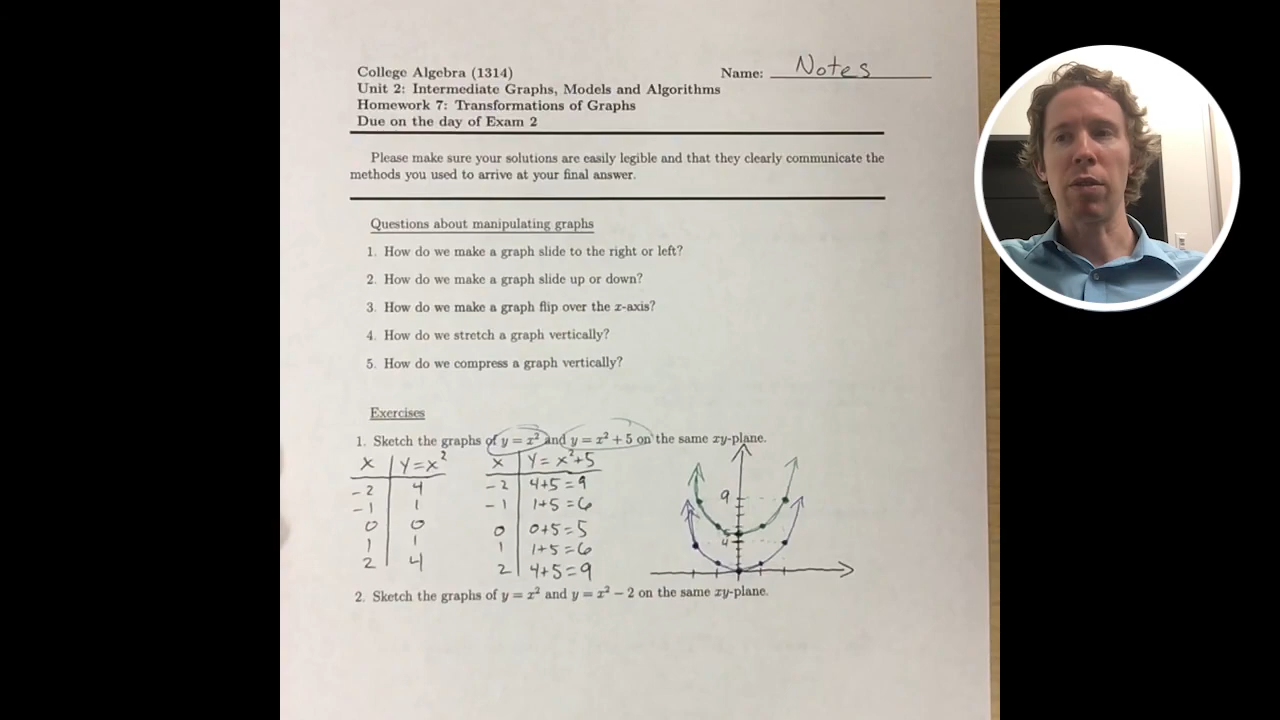 College Algebra (1314)
Name: Notes
Unit 2: Intermediate Graphs, Models and Algorithms
Homework 7: Transformations of Graphs
Due on the day of Exam 2
Please make sure your solutions are easily legible and that they clearly communicate the
methods you used to arrive at your final answer.
Questions about manipulating graphs
1. How do we make a graph slide to the right or left?
2. How do we make a graph slide up or down?
3. How do we make a graph flip over the x-axis?
4. How do we stretch a graph vertically?
5. How do we compress a graph vertically?
Exercises
1. Sketch the graphs of y = x² and y = x² + 5 on the same xy-plane.
x | y=x²
-2 | 4
-1 | 1
0 | 0
1 | 1
2 | 4
x | y= x²+5
-2 | 4+5=9
-1 | 1+5=6
0 | 0+5=5
1 | 1+5=6
2 | 4+5=9
9
4
2. Sketch the graphs of y = x² and y = x² − 2 on the same xy-plane.